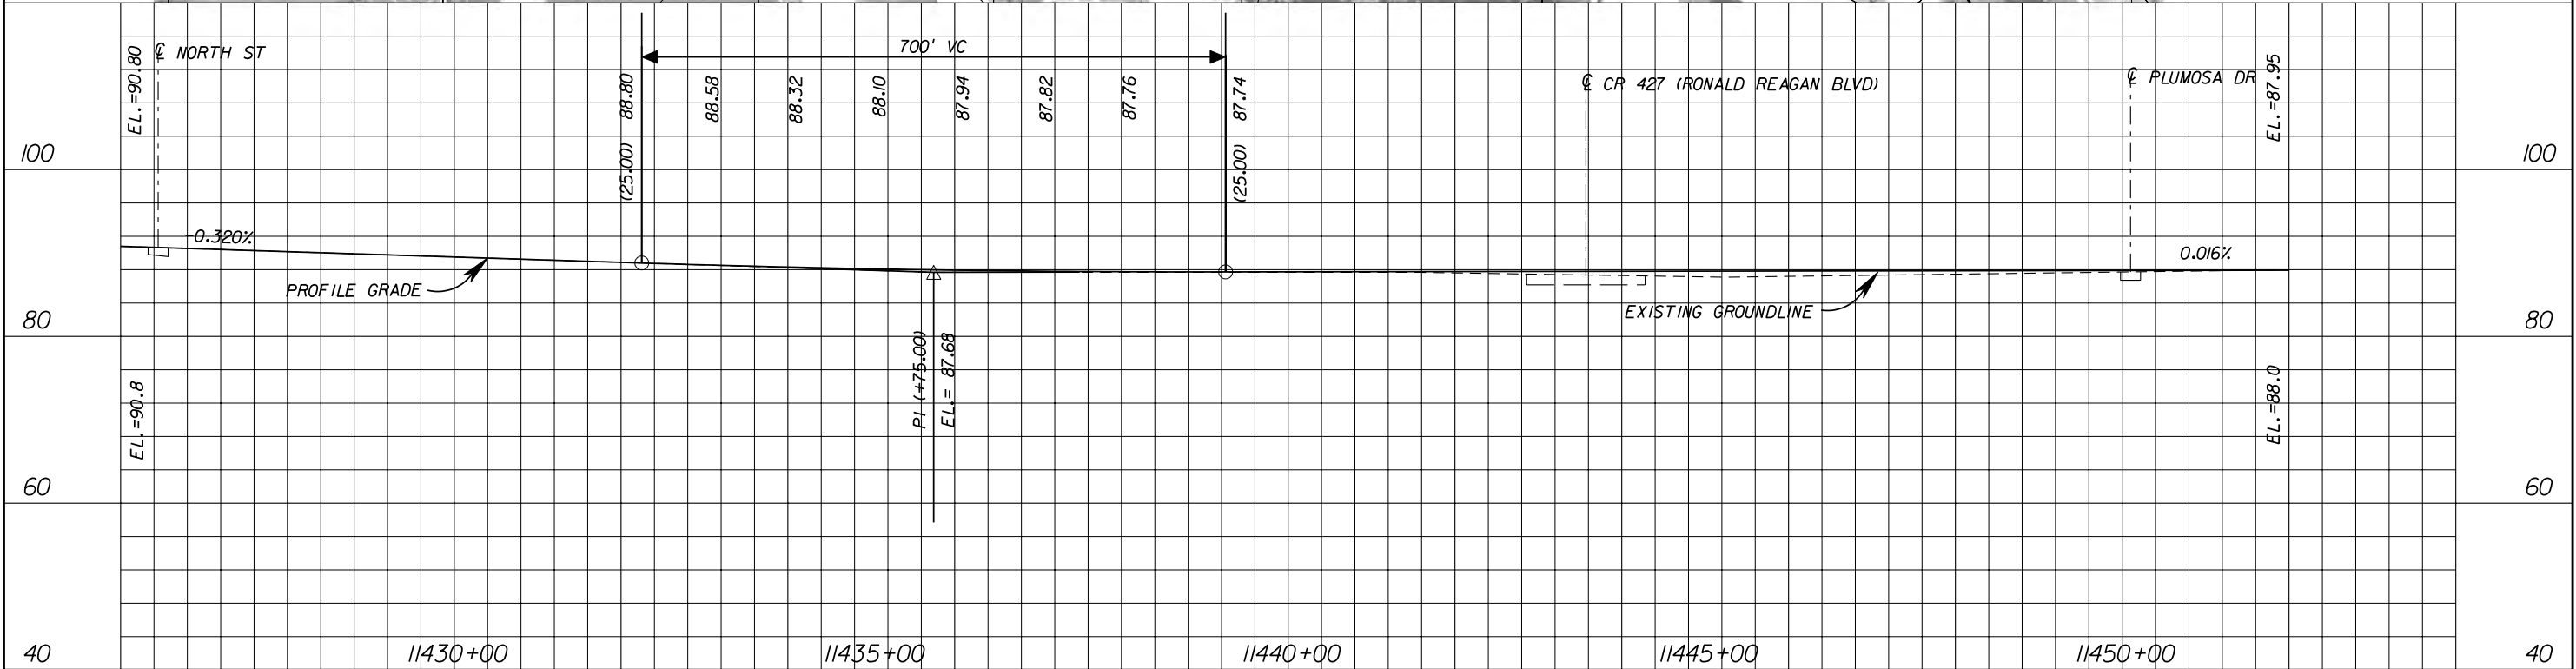 EL.=90.80
℄ NORTH ST
700' VC
(25.00) 88.80
88.58
88.32
88.10
87.94
87.82
87.76
(25.00) 87.74
℄ CR 427 (RONALD REAGAN BLVD)
℄ PLUMOSA DR
EL.=87.95
100
100
-0.320%
0.016%
PROFILE GRADE
EXISTING GROUNDLINE
80
80
PI (+75.00)
EL.= 87.68
EL.=90.8
EL.=88.0
60
60
40
11430+00
11435+00
11440+00
11445+00
11450+00
40